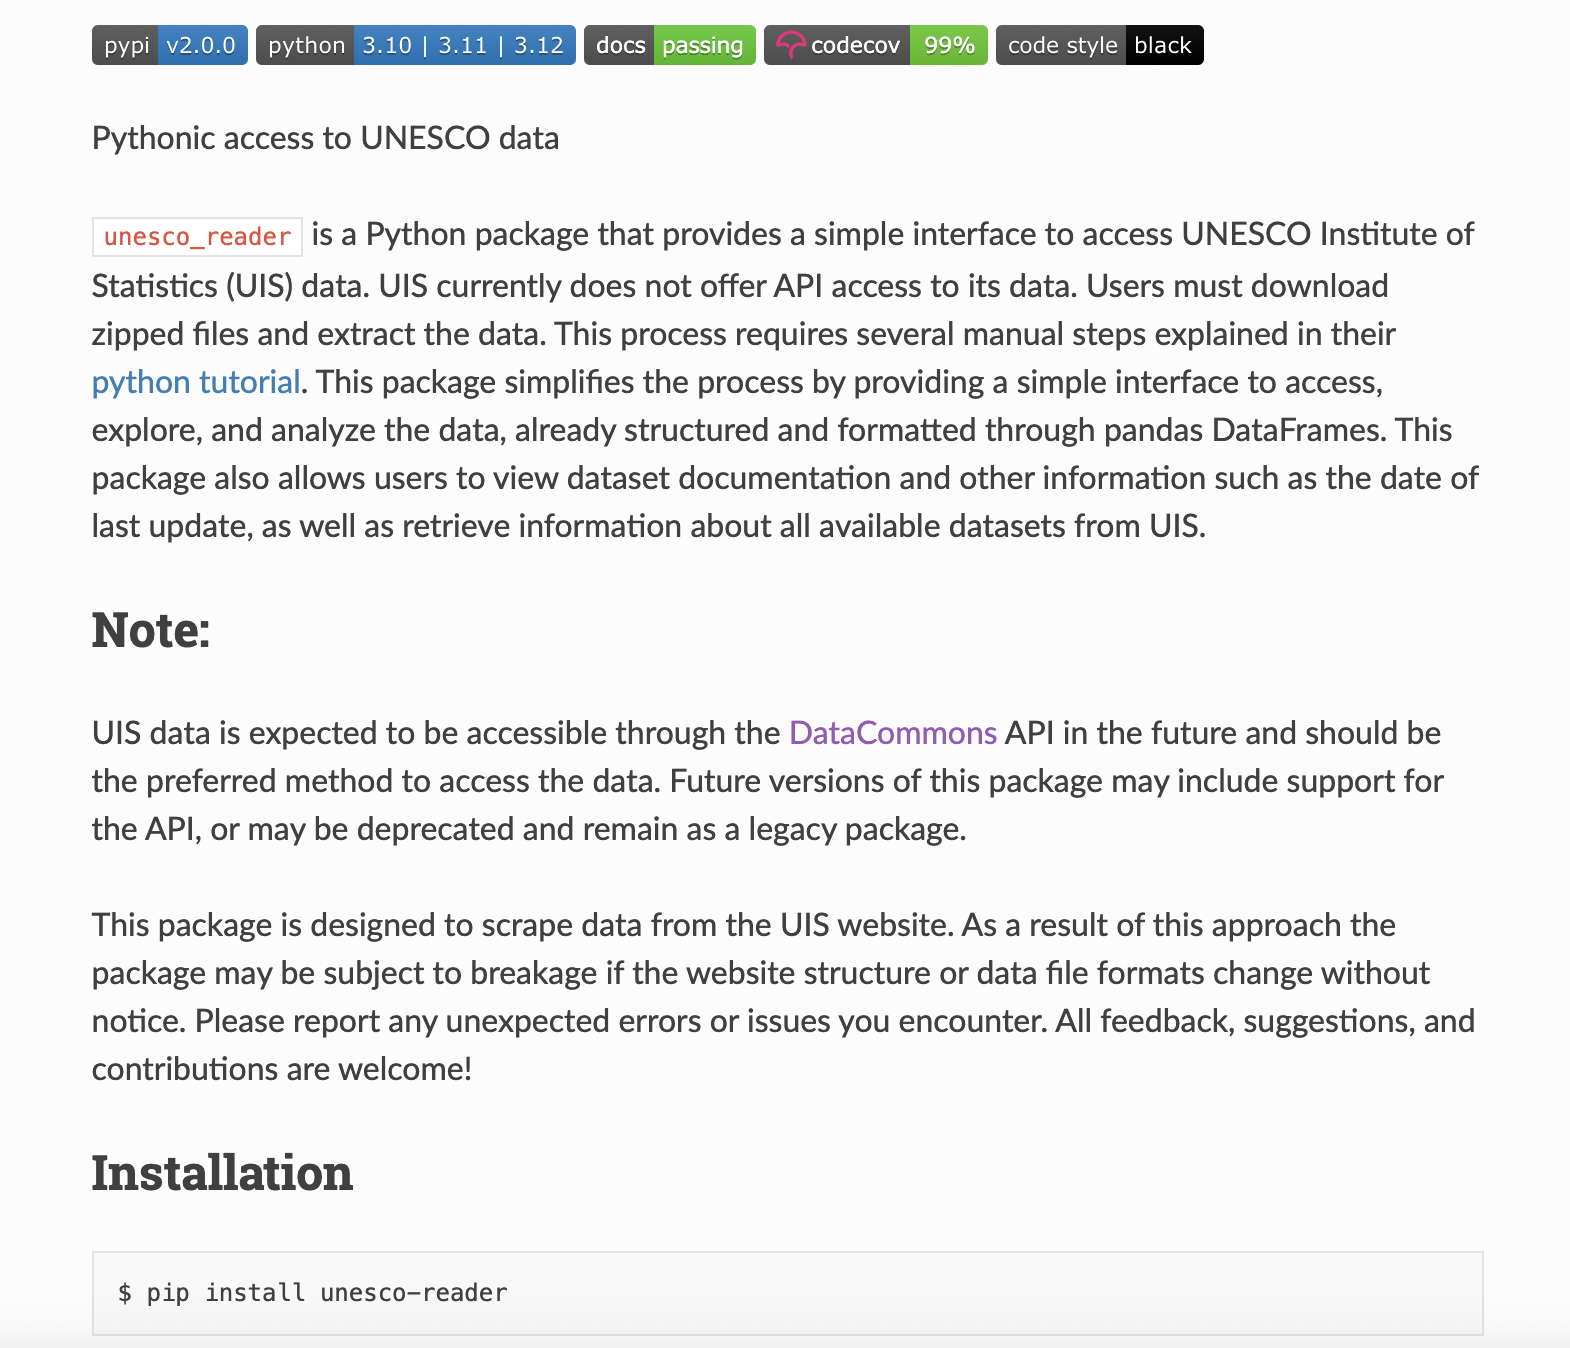 pypi v2.0.0 python 3.10 | 3.11 | 3.12 docs passing codecov 99% code style black
Pythonic access to UNESCO data
unesco_reader is a Python package that provides a simple interface to access UNESCO Institute of
Statistics (UIS) data. UIS currently does not offer API access to its data. Users must download
zipped files and extract the data. This process requires several manual steps explained in their
python tutorial. This package simplifies the process by providing a simple interface to access,
explore, and analyze the data, already structured and formatted through pandas DataFrames. This
package also allows users to view dataset documentation and other information such as the date of
last update, as well as retrieve information about all available datasets from UIS.
Note:
UIS data is expected to be accessible through the DataCommons API in the future and should be
the preferred method to access the data. Future versions of this package may include support for
the API, or may be deprecated and remain as a legacy package.
This package is designed to scrape data from the UIS website. As a result of this approach the
package may be subject to breakage if the website structure or data file formats change without
notice. Please report any unexpected errors or issues you encounter. All feedback, suggestions, and
contributions are welcome!
Installation
$ pip install unesco-reader